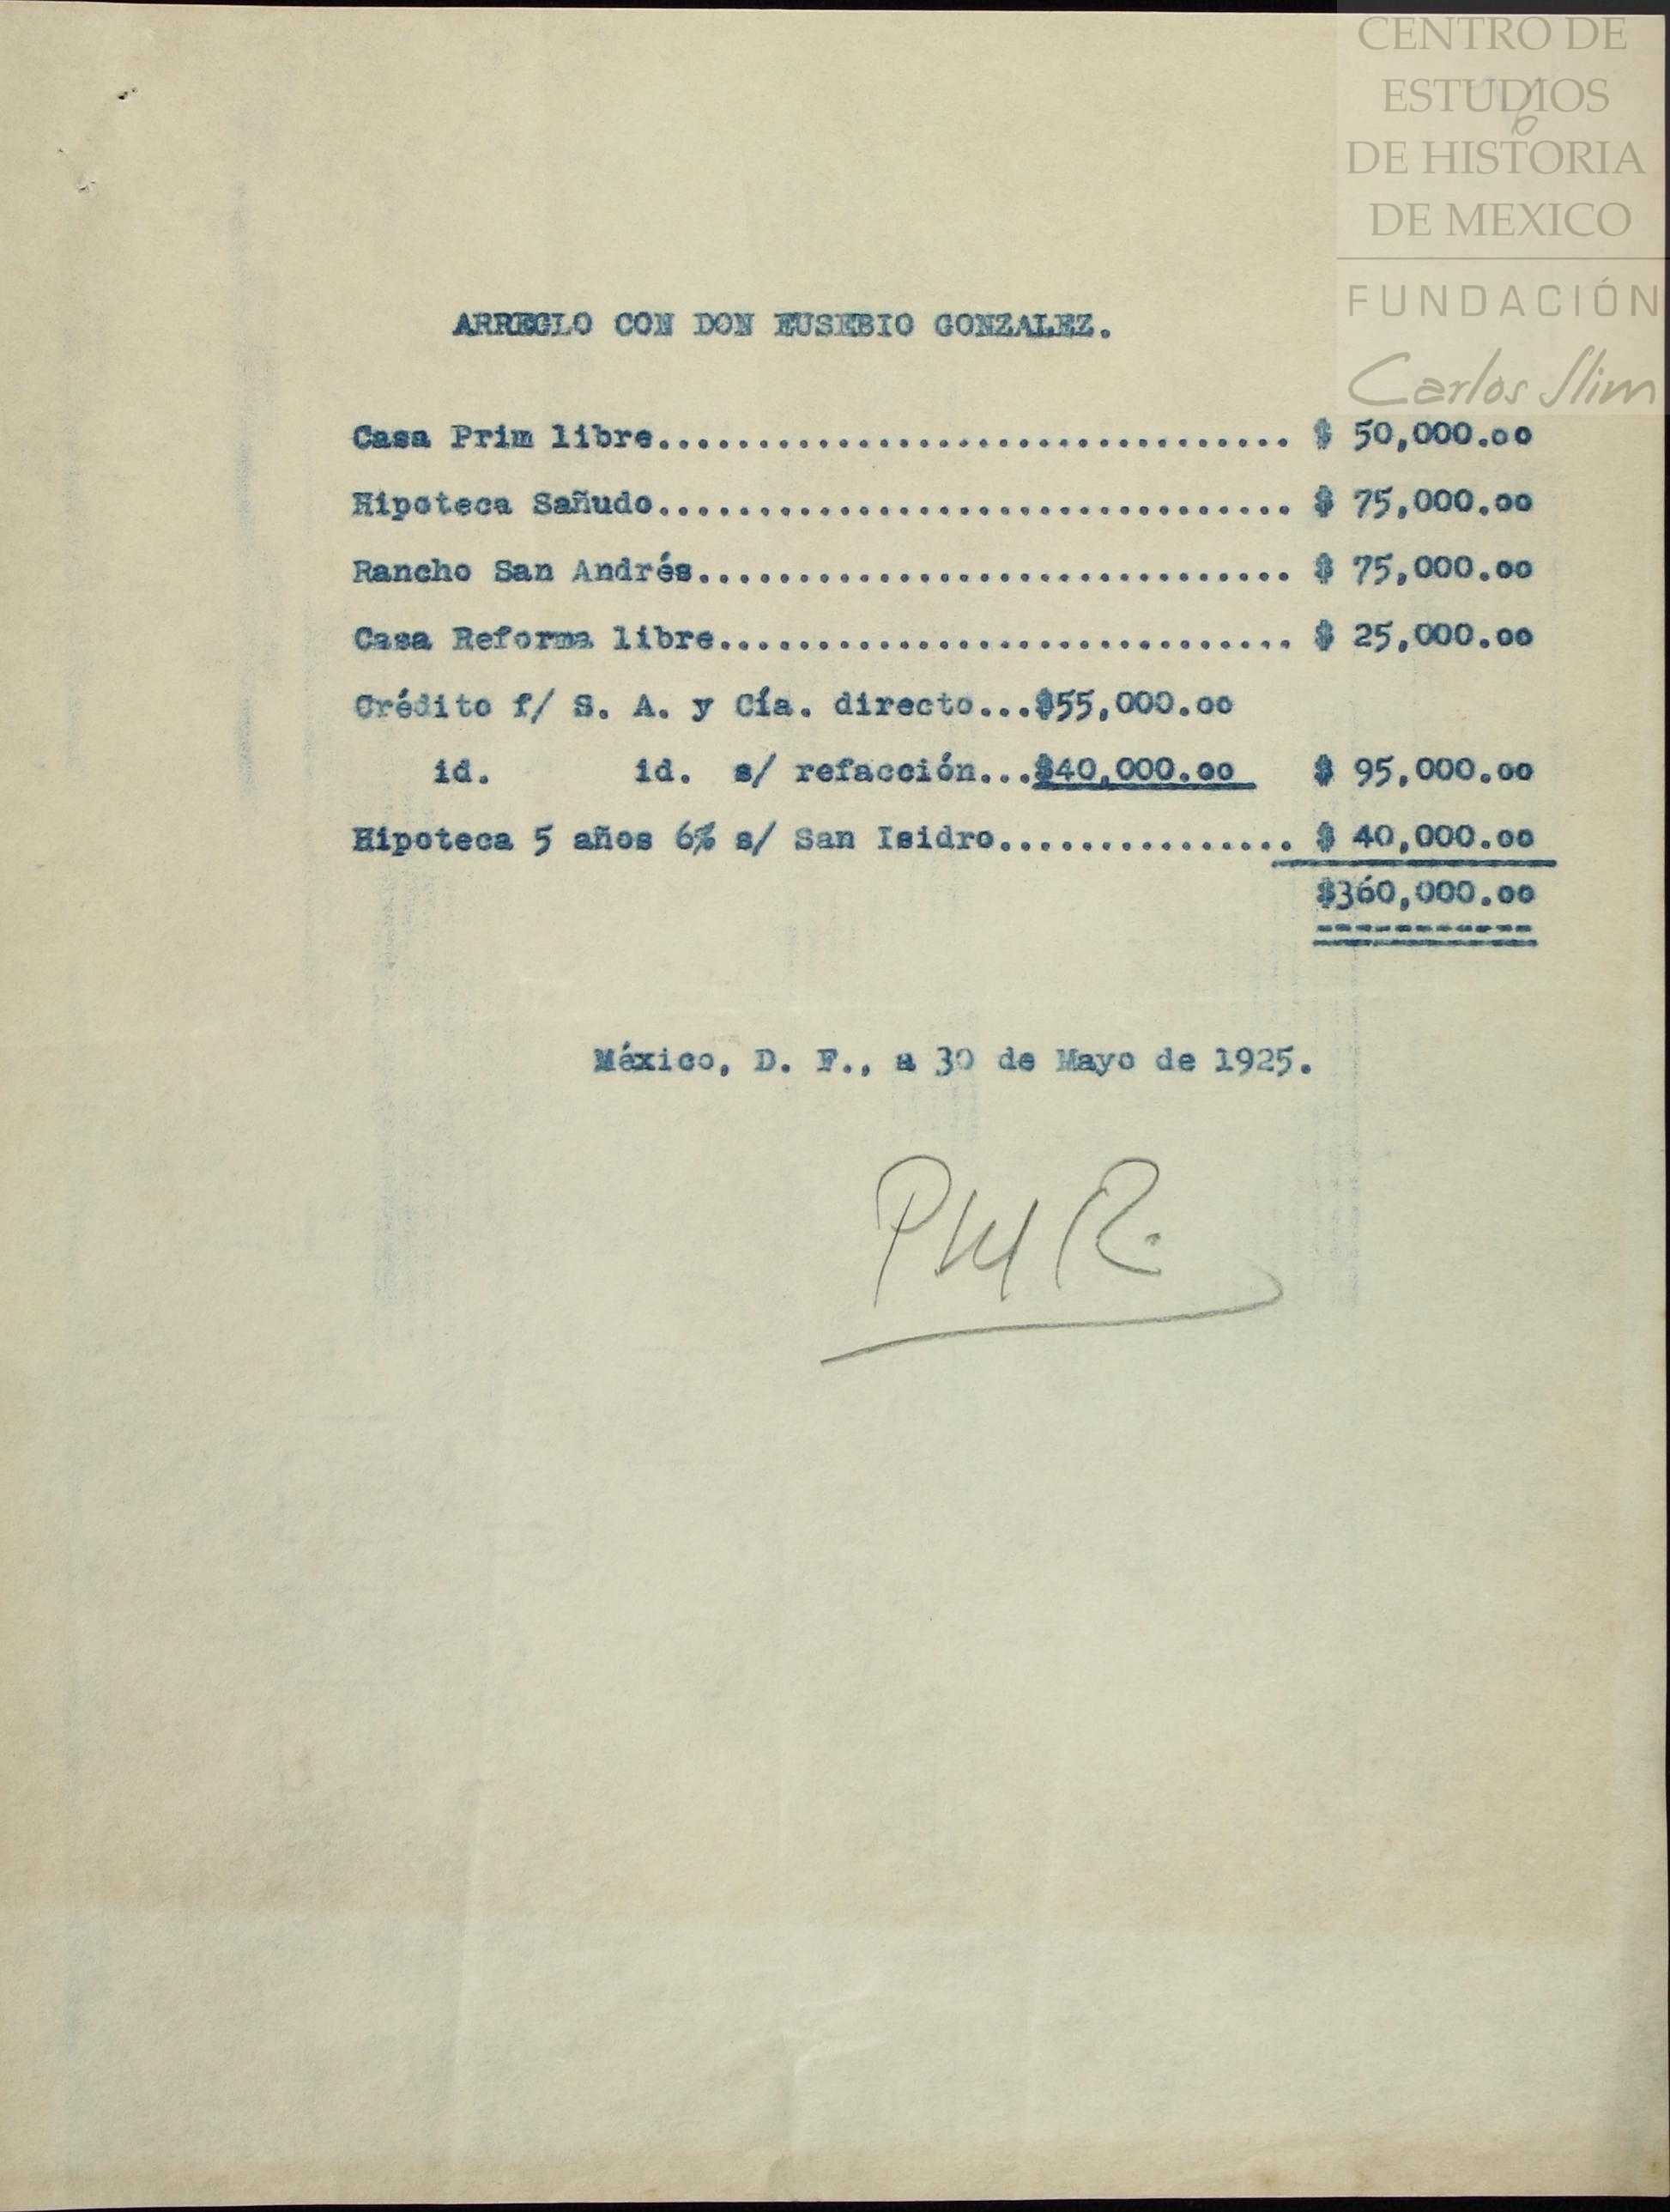 CENTRO DE
ESTUDIOS
DE HISTORIA
DE MEXICO
FUNDACIÓN
Carlos Slim
6
ARREGLO CON DON EUSEBIO GONZALEZ.
Casa Prim libre................................ $ 50,000.oo
Hipoteca Sañudo................................ $ 75,000.oo
Rancho San Andrés.............................. $ 75,000.oo
Casa Reforma libre............................. $ 25,000.oo
Crédito f/ S. A. y Cía. directo...$55,000.oo
id. id. s/ refacción...$40,000.oo $ 95,000.oo
Hipoteca 5 años 6% s/ San Isidro............... $ 40,000.oo
$360,000.oo
México, D. F., a 30 de Mayo de 1925.
PMR.